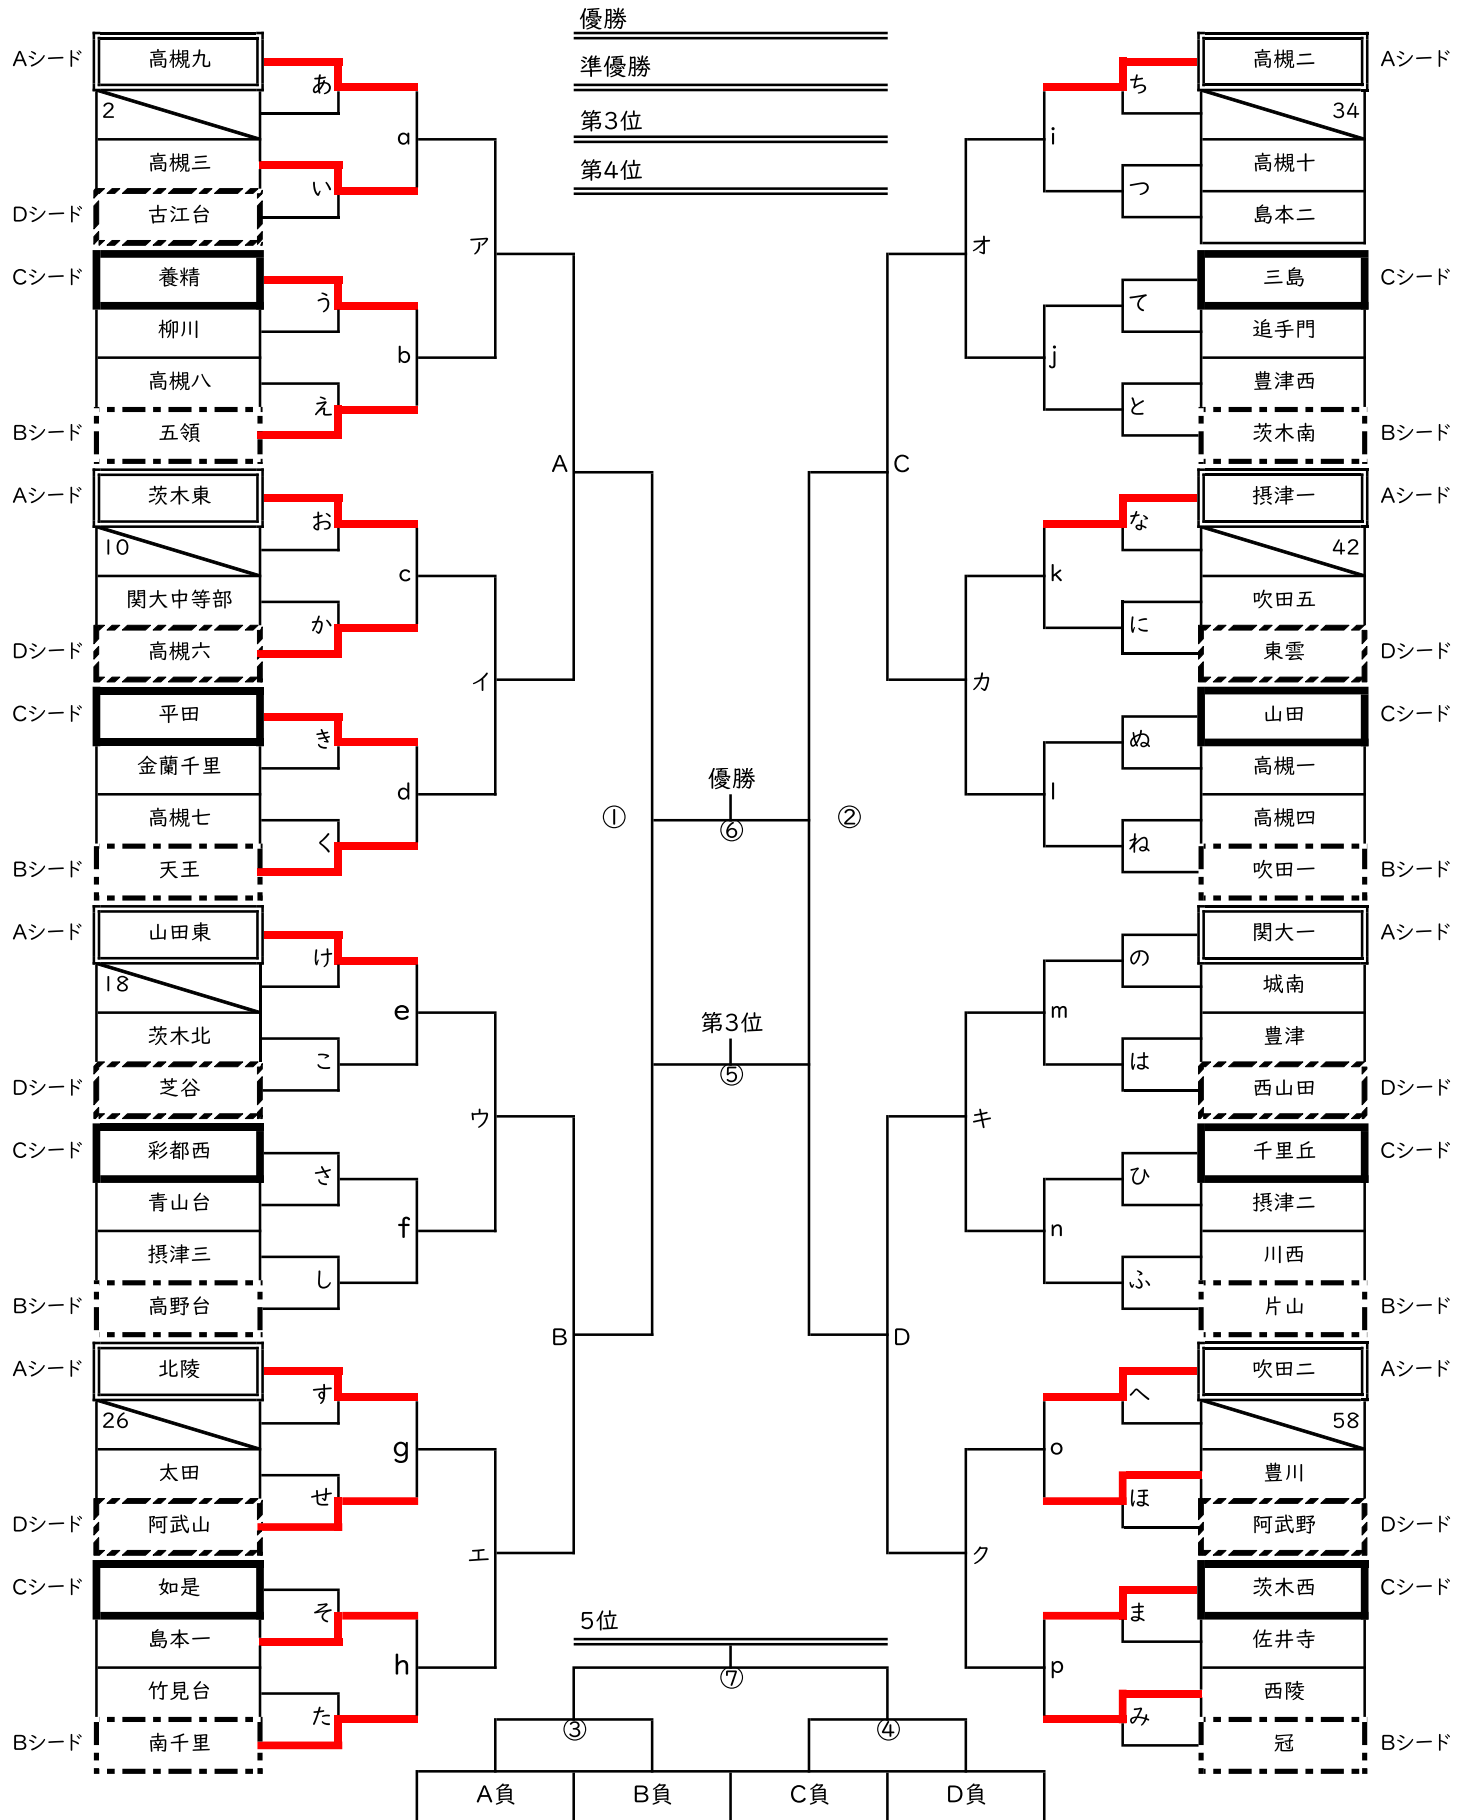 優勝
準優勝
第3位
第4位
Aシード 高槻九 あ
2
高槻三 い
Dシード 古江台
a
Cシード 養精 う
柳川
高槻八 え
Bシード 五領
b
ア
Aシード 茨木東 お
10
関大中等部 か
Dシード 高槻六
c
Cシード 平田 き
金蘭千里
高槻七 く
Bシード 天王
d
イ
A
Aシード 山田東 け
18
茨木北 こ
Dシード 芝谷
e
Cシード 彩都西 さ
青山台
摂津三 し
Bシード 高野台
f
ウ
Aシード 北陵 す
26
太田 せ
Dシード 阿武山
g
Cシード 如是 そ
島本一
竹見台 た
Bシード 南千里
h
エ
B
①
優勝
⑥
②
第3位
⑤
ち 高槻二 Aシード
34
つ 高槻十
島本二
i
て 三島 Cシード
追手門
と 豊津西
茨木南 Bシード
j
オ
な 摂津一 Aシード
42
に 吹田五
東雲 Dシード
k
ぬ 山田 Cシード
高槻一
ね 高槻四
吹田一 Bシード
l
カ
C
の 関大一 Aシード
城南
は 豊津
西山田 Dシード
m
ひ 千里丘 Cシード
摂津二
ふ 川西
片山 Bシード
n
キ
へ 吹田二 Aシード
58
ほ 豊川
阿武野 Dシード
o
ま 茨木西 Cシード
佐井寺
み 西陵
冠 Bシード
p
ク
D
5位
⑦
③ ④
A負 B負 C負 D負